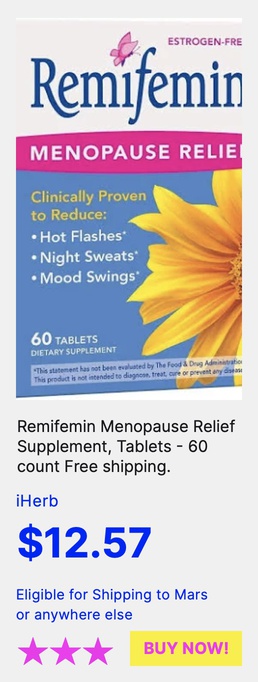 ESTROGEN-FRE
Remifemin
MENOPAUSE RELIE
Clinically Proven
to Reduce:
• Hot Flashes*
• Night Sweats*
• Mood Swings*
60 TABLETS
DIETARY SUPPLEMENT
*This statement has not been evaluated by The Food & Drug Administratio
This product is not intended to diagnose, treat, cure or prevent any diseas
Remifemin Menopause Relief
Supplement, Tablets - 60
count Free shipping.
iHerb
$12.57
Eligible for Shipping to Mars
or anywhere else
BUY NOW!